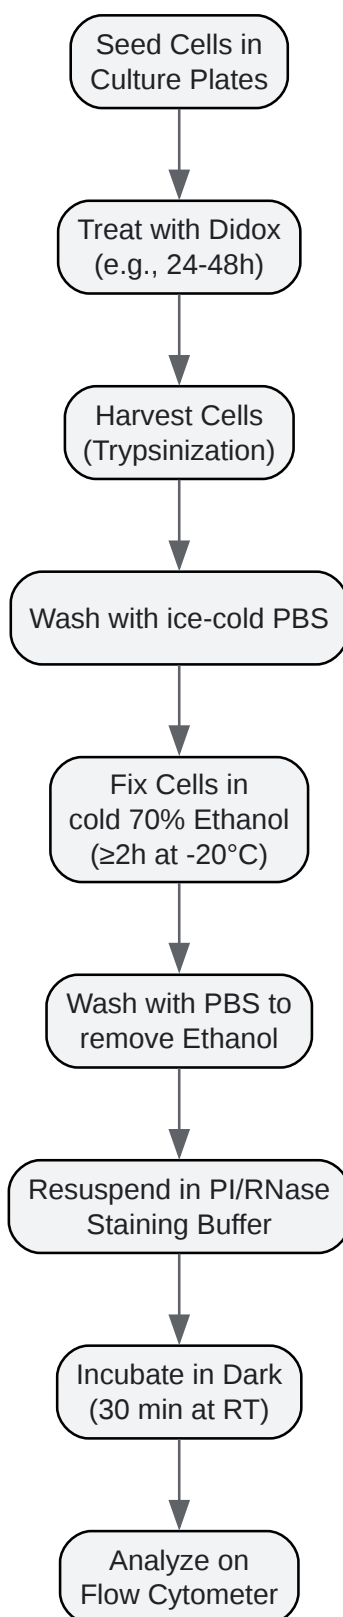 Seed Cells in
Culture Plates
Treat with Didox
(e.g., 24-48h)
Harvest Cells
(Trypsinization)
Wash with ice-cold PBS
Fix Cells in
cold 70% Ethanol
(≥2h at -20°C)
Wash with PBS to
remove Ethanol
Resuspend in PI/RNase
Staining Buffer
Incubate in Dark
(30 min at RT)
Analyze on
Flow Cytometer